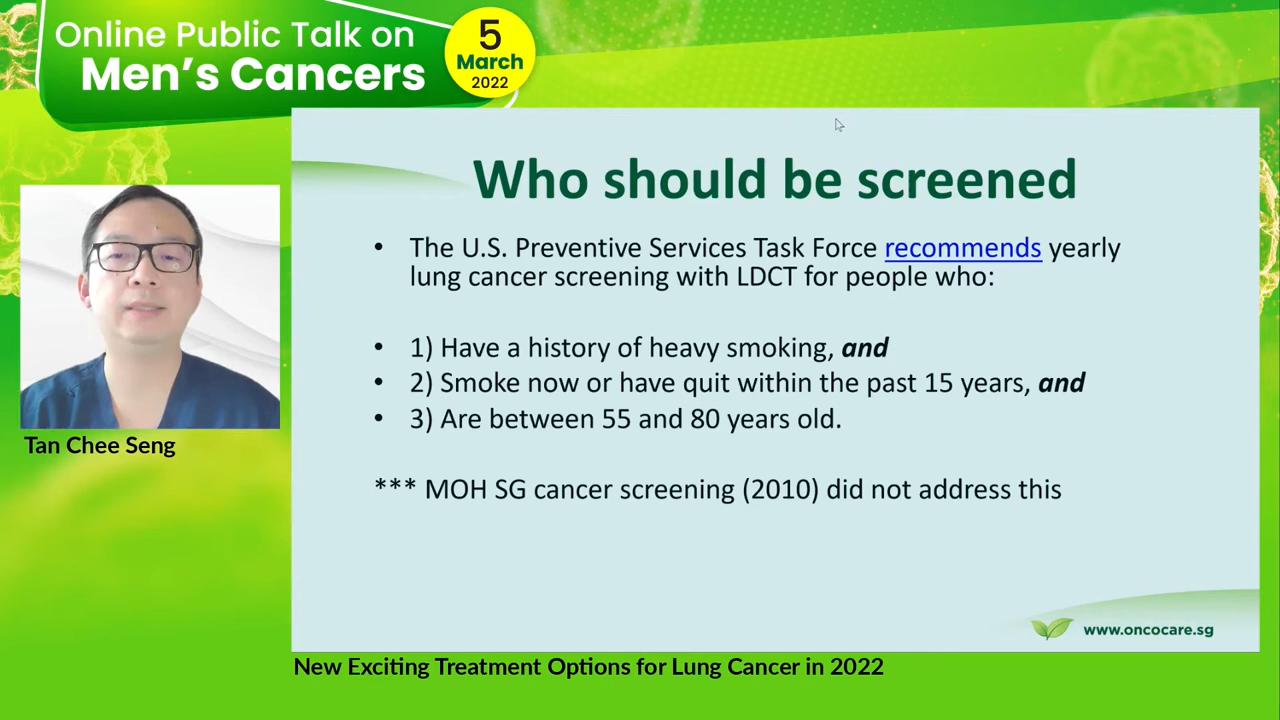 Online Public Talk on
Men's Cancers
5
March
2022
Who should be screened
• The U.S. Preventive Services Task Force recommends yearly
lung cancer screening with LDCT for people who:
• 1) Have a history of heavy smoking, and
• 2) Smoke now or have quit within the past 15 years, and
• 3) Are between 55 and 80 years old.
*** MOH SG cancer screening (2010) did not address this
www.oncocare.sg
Tan Chee Seng
New Exciting Treatment Options for Lung Cancer in 2022